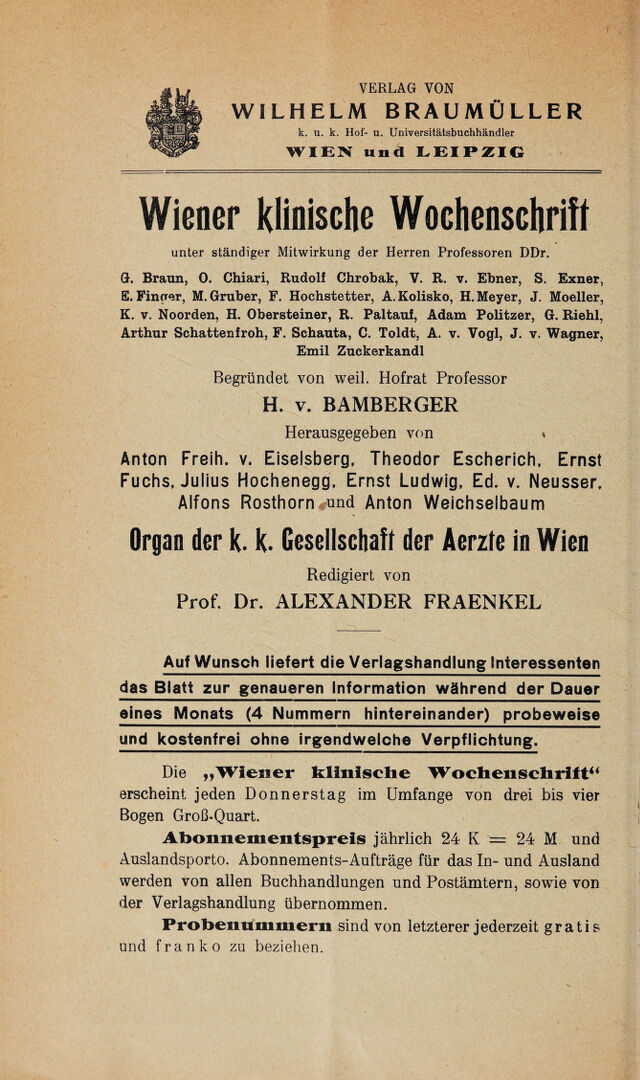 VERLAG VON
WILHELM BRAUMÜLLER
k. u. k. Hof- u. Universitätsbuchhändler
WIEN und LEIPZIG
Wiener klinische Wochenschrift
unter ständiger Mitwirkung der Herren Professoren DDr.
G. Braun, O. Chiari, Rudolf Chrobak, V. R. v. Ebner, S. Exner,
E. Finger, M. Gruber, F. Hochstetter, A. Kolisko, H. Meyer, J. Moeller,
K. v. Noorden, H. Obersteiner, R. Paltauf, Adam Politzer, G. Riehl,
Arthur Schattenfroh, F. Schauta, C. Toldt, A. v. Vogl, J. v. Wagner,
Emil Zuckerkandl
Begründet von weil. Hofrat Professor
H. v. BAMBERGER
Herausgegeben von
Anton Freih. v. Eiselsberg, Theodor Escherich, Ernst
Fuchs, Julius Hochenegg, Ernst Ludwig, Ed. v. Neusser,
Alfons Rosthorn und Anton Weichselbaum
Organ der k. k. Gesellschaft der Aerzte in Wien
Redigiert von
Prof. Dr. ALEXANDER FRAENKEL
Auf Wunsch liefert die Verlagshandlung Interessenten
das Blatt zur genaueren Information während der Dauer
eines Monats (4 Nummern hintereinander) probeweise
und kostenfrei ohne irgendwelche Verpflichtung.
Die „Wiener klinische Wochenschrift“
erscheint jeden Donnerstag im Umfange von drei bis vier
Bogen Groß-Quart.
Abonnementspreis jährlich 24 K = 24 M und
Auslandsporto. Abonnements-Aufträge für das In- und Ausland
werden von allen Buchhandlungen und Postämtern, sowie von
der Verlagshandlung übernommen.
Probenummern sind von letzterer jederzeit gratis
und franko zu beziehen.